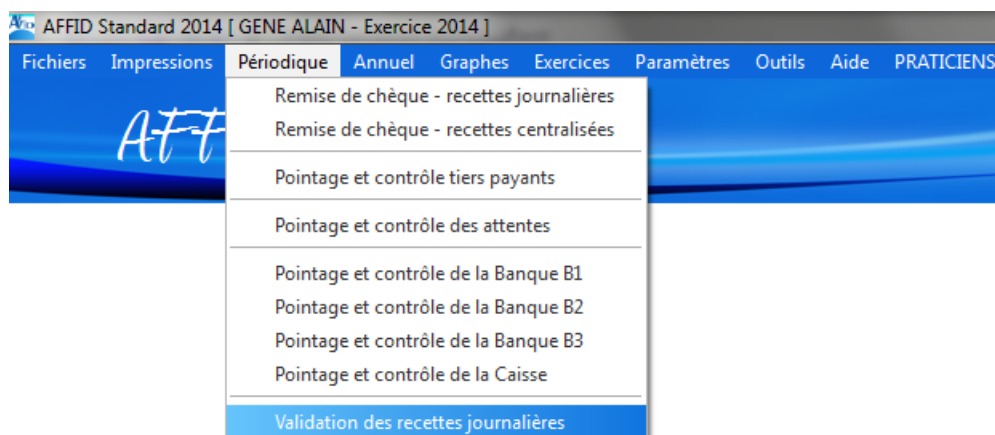 AFFID Standard 2014 [ GENE ALAIN - Exercice 2014 ]
Fichiers Impressions Périodique Annuel Graphes Exercices Paramètres Outils Aide PRATICIENS
Remise de chèque - recettes journalières
Remise de chèque - recettes centralisées
Pointage et contrôle tiers payants
Pointage et contrôle des attentes
Pointage et contrôle de la Banque B1
Pointage et contrôle de la Banque B2
Pointage et contrôle de la Banque B3
Pointage et contrôle de la Caisse
Validation des recettes journalières